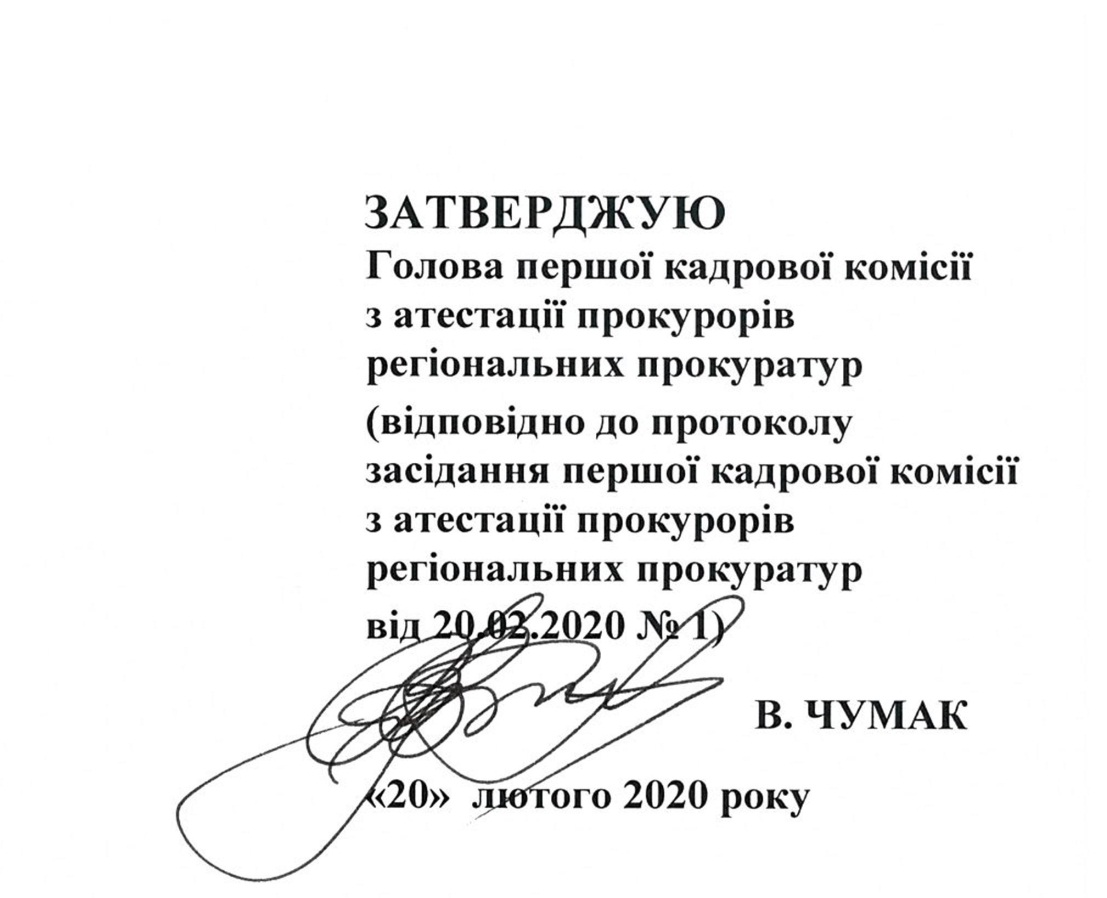 ЗАТВЕРДЖУЮ
Голова першої кадрової комісії
з атестації прокурорів
регіональних прокуратур
(відповідно до протоколу
засідання першої кадрової комісії
з атестації прокурорів
регіональних прокуратур
від 20.02.2020 № 1)
В. ЧУМАК
«20» лютого 2020 року